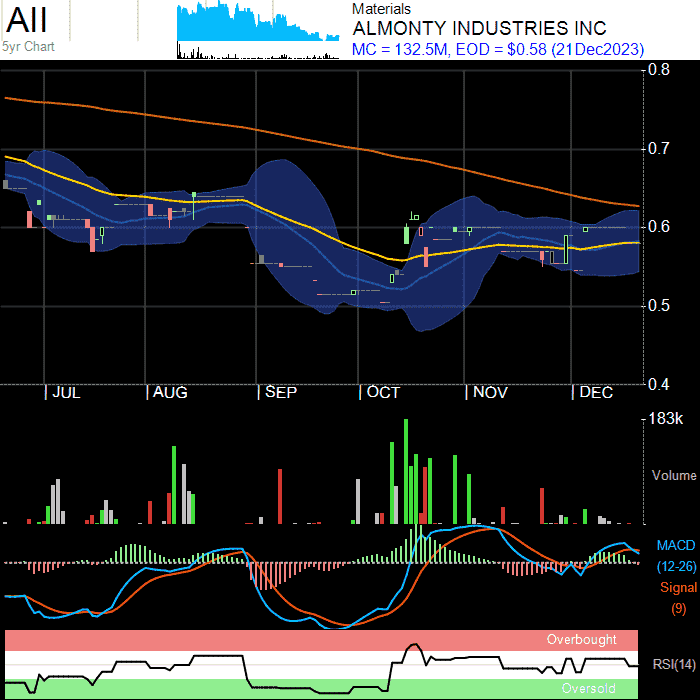 AII
5yr Chart
Materials
ALMONTY INDUSTRIES INC
MC = 132.5M, EOD = $0.58 (21Dec2023)
0.8
0.7
0.6
0.5
0.4
JUL
AUG
SEP
OCT
NOV
DEC
183k
Volume
MACD
(12-26)
Signal
(9)
Overbought
RSI(14)
Oversold